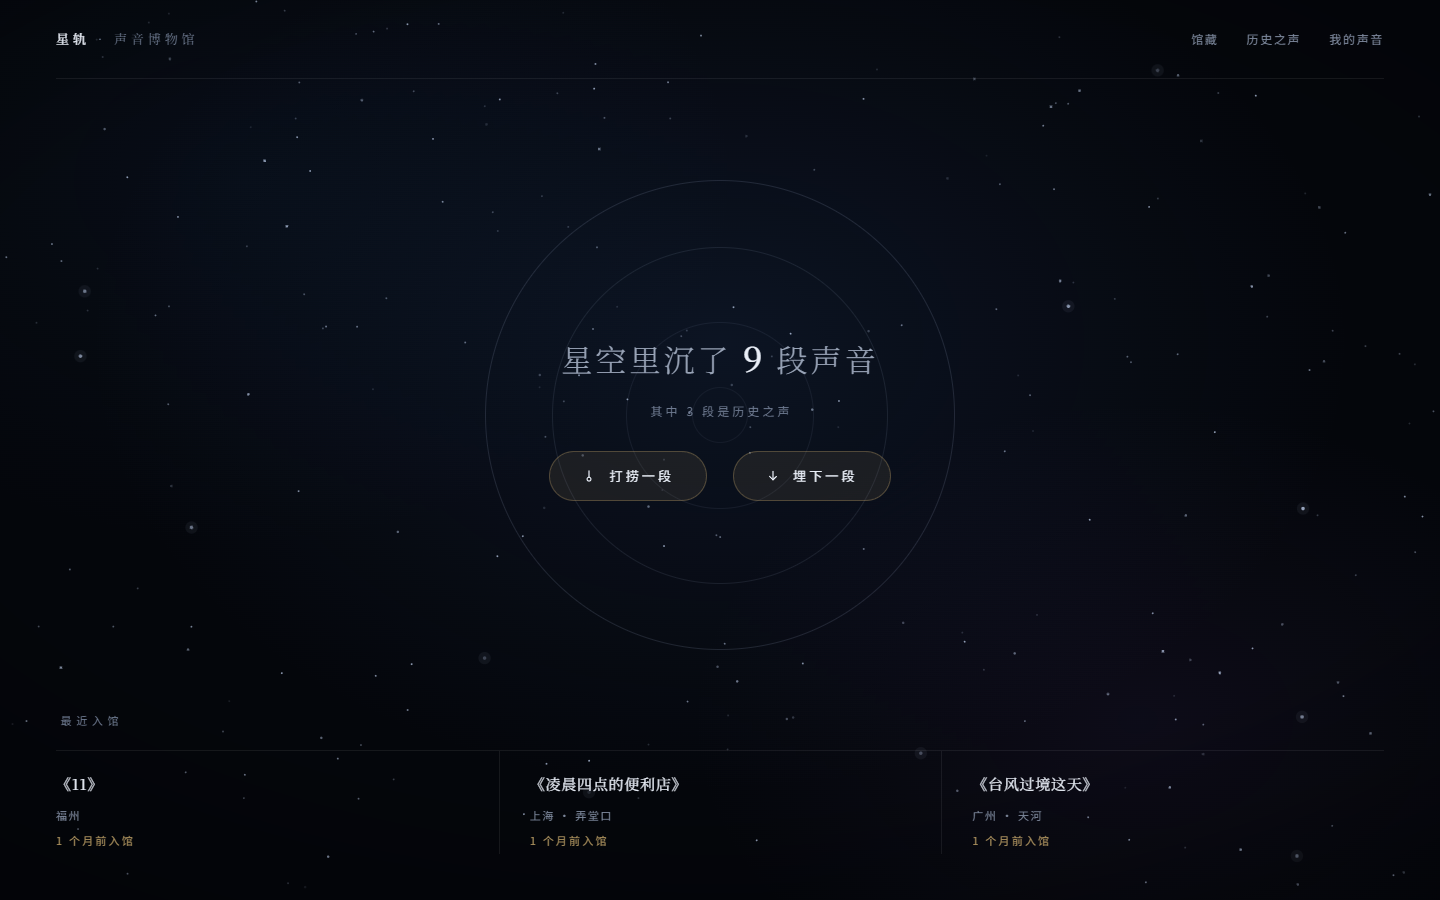 星轨 · 声音博物馆
馆藏 历史之声 我的声音
星空里沉了 9 段声音
其中 3 段是历史之声
打捞一段 埋下一段
最近入馆
《11》
福州
1 个月前入馆
《凌晨四点的便利店》
上海 · 弄堂口
1 个月前入馆
《台风过境这天》
广州 · 天河
1 个月前入馆